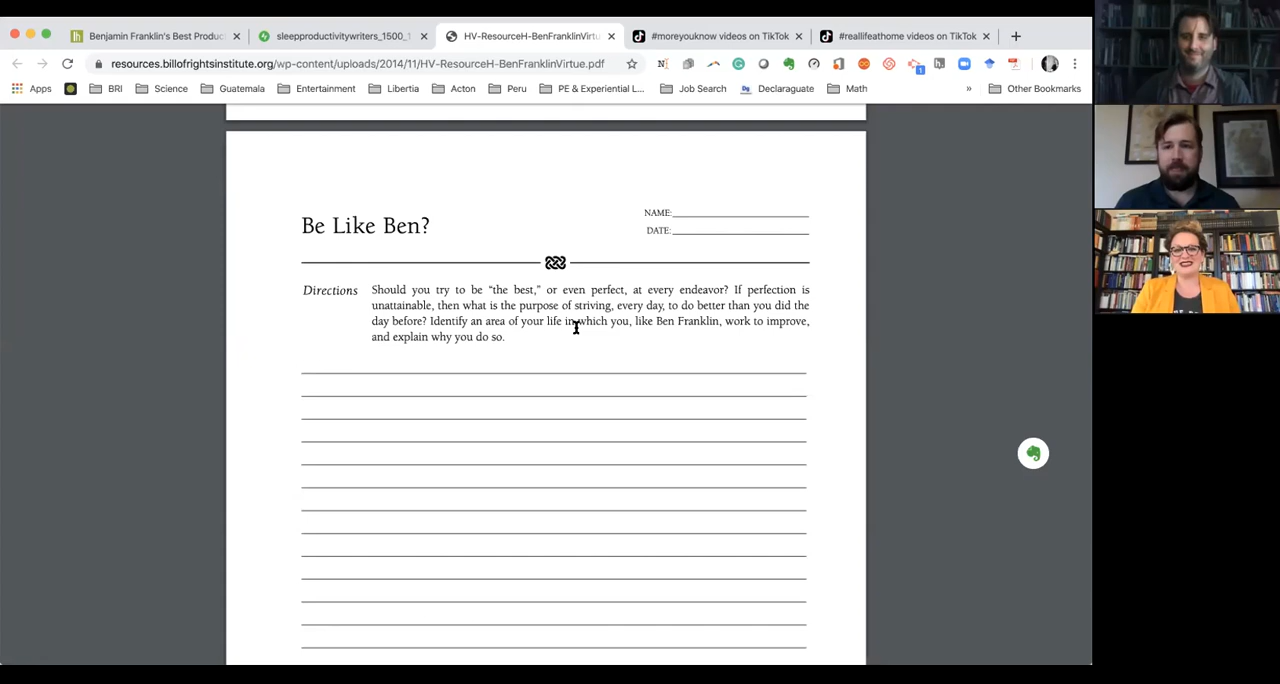 Benjamin Franklin's Best Produc
sleepproductivitywriters_1500_1
HV-ResourceH-BenFranklinVirtu
#moreyouknow videos on TikTok
#reallifeathome videos on TikTok
resources.billofrightsinstitute.org/wp-content/uploads/2014/11/HV-ResourceH-BenFranklinVirtue.pdf
Apps BRI Science Guatemala Entertainment Libertia Acton Peru PE & Experiential L... Job Search Declaraguate Math » Other Bookmarks
Be Like Ben?
NAME:
DATE:
Directions Should you try to be “the best,” or even perfect, at every endeavor? If perfection is
unattainable, then what is the purpose of striving, every day, to do better than you did the
day before? Identify an area of your life in which you, like Ben Franklin, work to improve,
and explain why you do so.